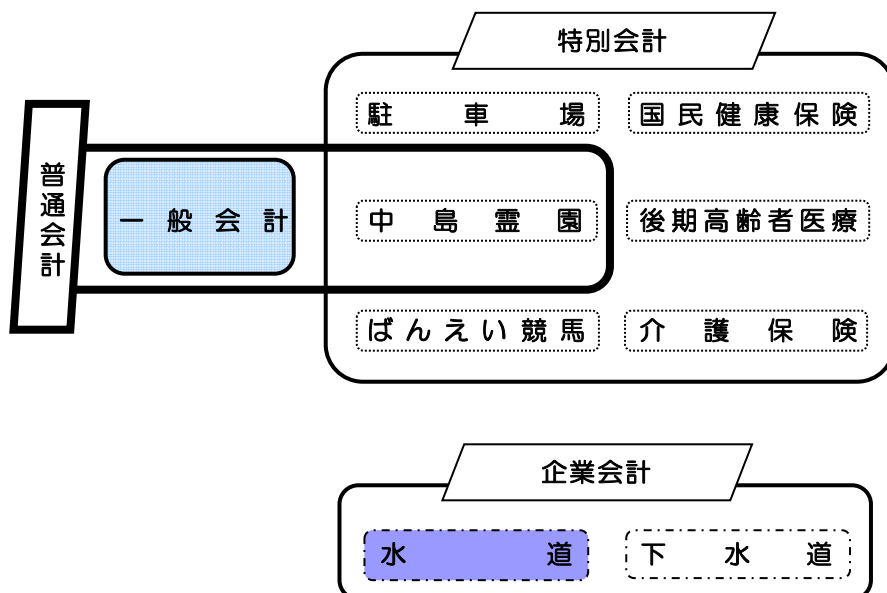 特別会計
駐車場
国民健康保険
普通会計
一般会計
中島霊園
後期高齢者医療
ばんえい競馬
介護保険
企業会計
水道
下水道